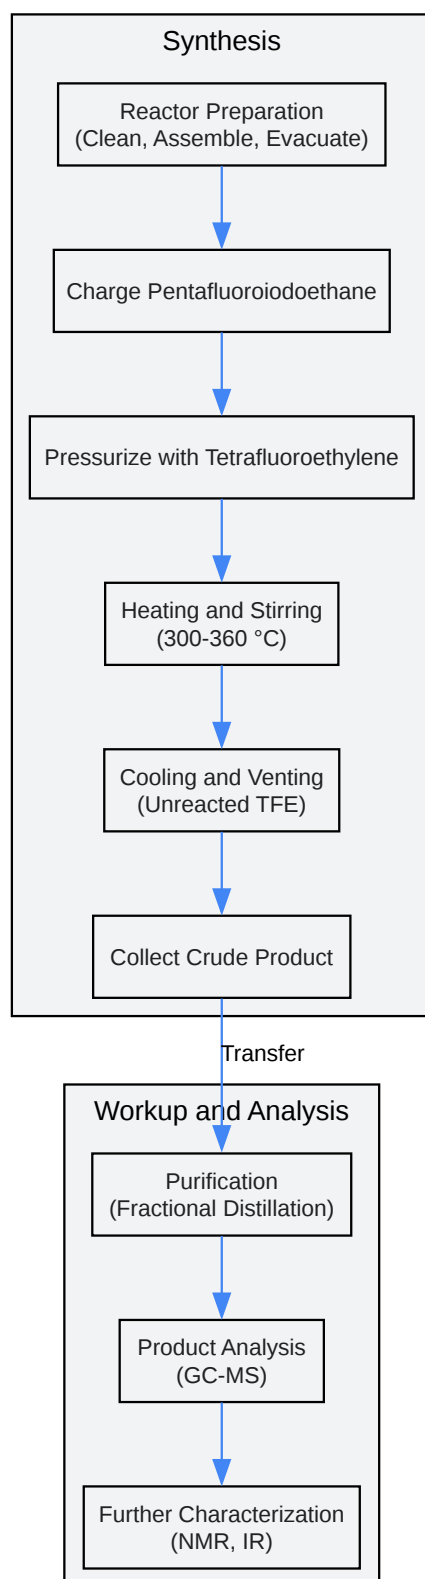 Synthesis
Reactor Preparation
(Clean, Assemble, Evacuate)
Charge Pentafluoroiodoethane
Pressurize with Tetrafluoroethylene
Heating and Stirring
(300-360 °C)
Cooling and Venting
(Unreacted TFE)
Collect Crude Product
Transfer
Workup and Analysis
Purification
(Fractional Distillation)
Product Analysis
(GC-MS)
Further Characterization
(NMR, IR)